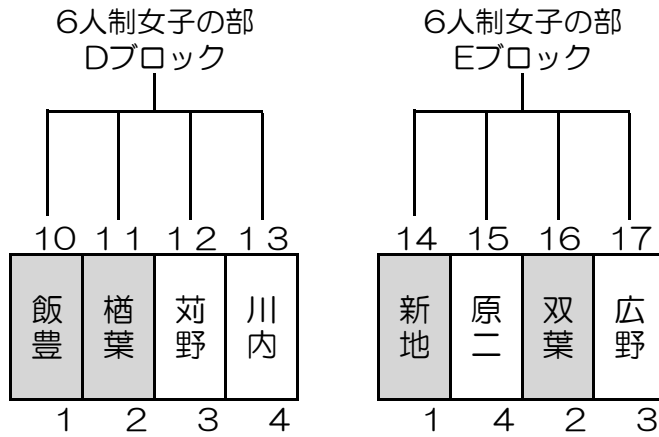 6人制女子の部
Dブロック
10 11 12 13
飯豊 楢葉 苅野 川内
1 2 3 4
6人制女子の部
Eブロック
14 15 16 17
新地 原二 双葉 広野
1 4 2 3